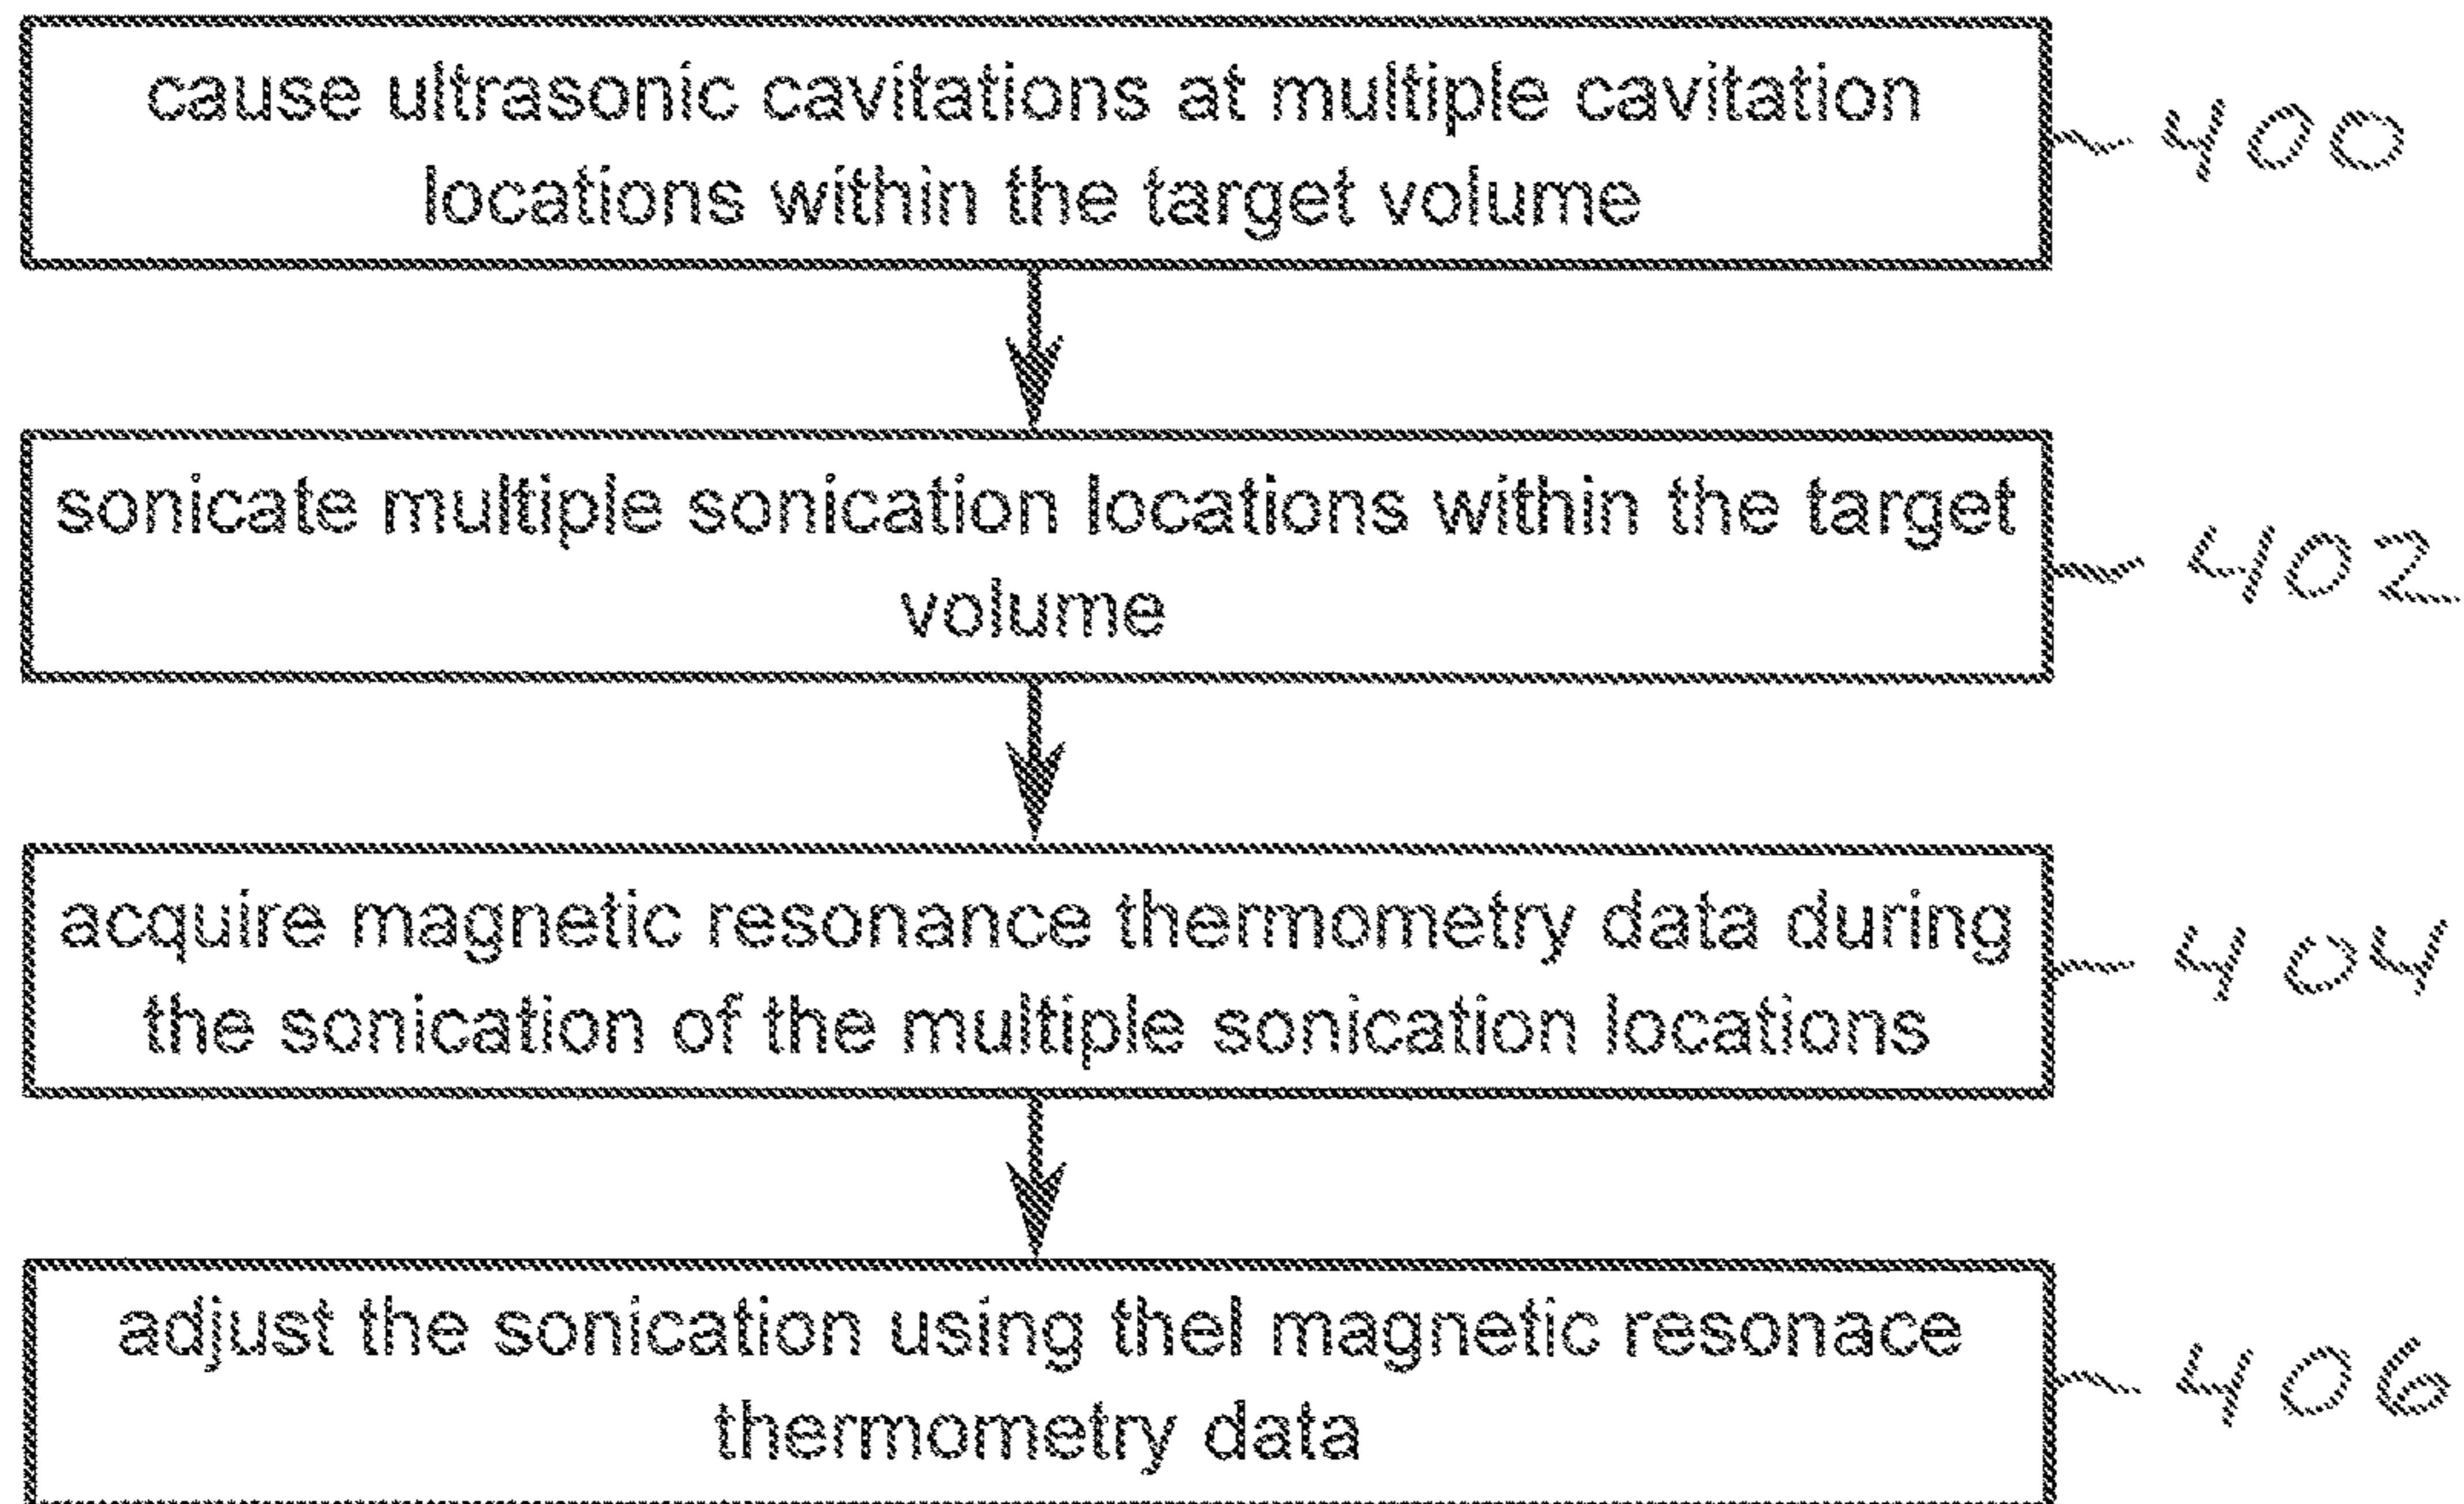 cause ultrasonic cavitations at multiple cavitation
locations within the target volume
400
sonicate multiple sonication locations within the target
volume
402
acquire magnetic resonance thermometry data during
the sonication of the multiple sonication locations
404
adjust the sonication using thel magnetic resonace
thermometry data
406